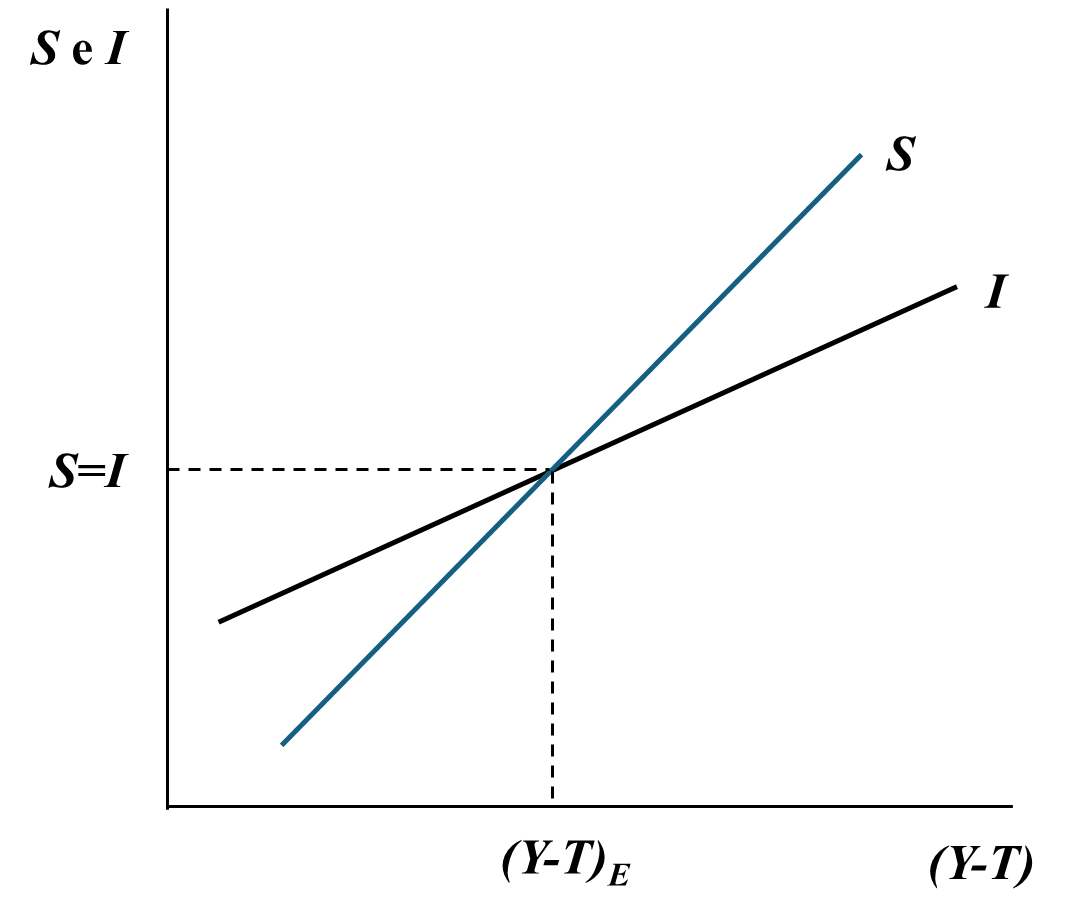 S e I
S
I
S=I
(Y-T)E
(Y-T)